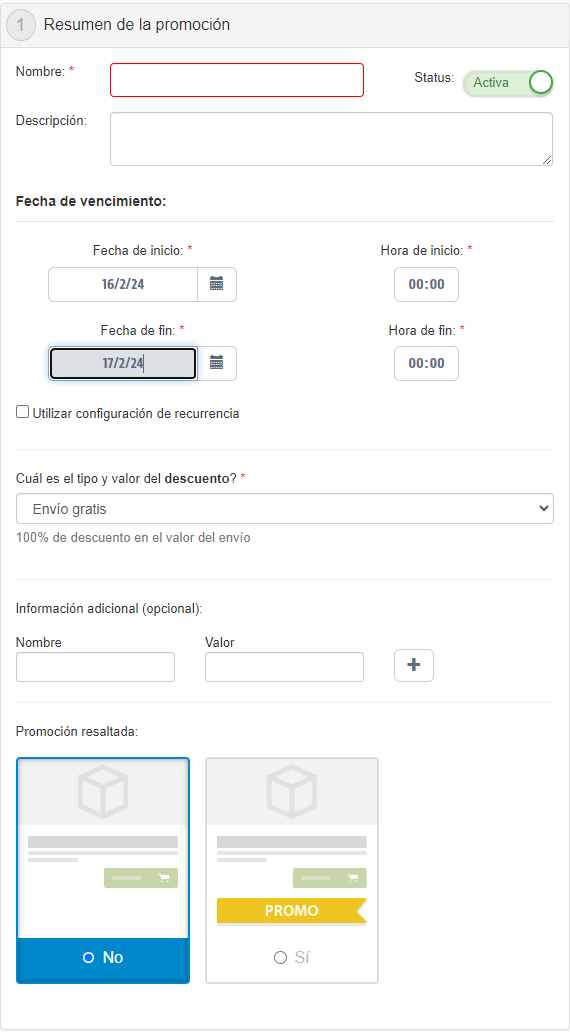 1 Resumen de la promoción
Nombre: * Status: Activa
Descripción:
Fecha de vencimiento:
Fecha de inicio: * Hora de inicio: *
16/2/24 00:00
Fecha de fin: * Hora de fin: *
17/2/24 00:00
Utilizar configuración de recurrencia
Cuál es el tipo y valor del descuento? *
Envío gratis
100% de descuento en el valor del envío
Información adicional (opcional):
Nombre Valor
+
Promoción resaltada:
PROMO
No Sí